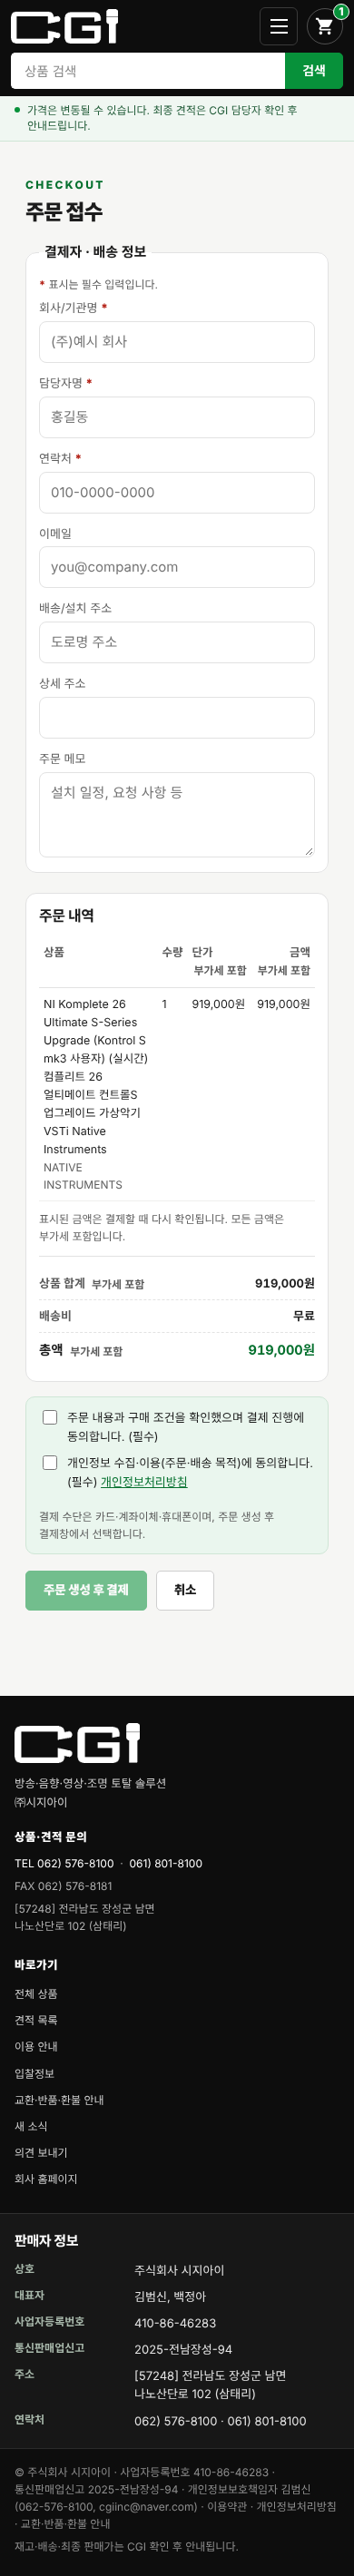 CGI
1
상품 검색
검색
가격은 변동될 수 있습니다. 최종 견적은 CGI 담당자 확인 후
안내드립니다.
CHECKOUT
주문 접수
결제자 · 배송 정보
* 표시는 필수 입력입니다.
회사/기관명 *
(주)예시 회사
담당자명 *
홍길동
연락처 *
010-0000-0000
이메일
you@company.com
배송/설치 주소
도로명 주소
상세 주소
주문 메모
설치 일정, 요청 사항 등
주문 내역
상품 수량 단가 금액
부가세 포함 부가세 포함
NI Komplete 26 1 919,000원 919,000원
Ultimate S-Series
Upgrade (Kontrol S
mk3 사용자) (실시간)
컴플리트 26
얼티메이트 컨트롤S
업그레이드 가상악기
VSTi Native
Instruments
NATIVE
INSTRUMENTS
표시된 금액은 결제할 때 다시 확인됩니다. 모든 금액은
부가세 포함입니다.
상품 합계 부가세 포함 919,000원
배송비 무료
총액 부가세 포함 919,000원
주문 내용과 구매 조건을 확인했으며 결제 진행에
동의합니다. (필수)
개인정보 수집·이용(주문·배송 목적)에 동의합니다.
(필수) 개인정보처리방침
결제 수단은 카드·계좌이체·휴대폰이며, 주문 생성 후
결제창에서 선택합니다.
주문 생성 후 결제 취소
CGI
방송·음향·영상·조명 토탈 솔루션
㈜시지아이
상품·견적 문의
TEL 062) 576-8100 · 061) 801-8100
FAX 062) 576-8181
[57248] 전라남도 장성군 남면
나노산단로 102 (삼태리)
바로가기
전체 상품
견적 목록
이용 안내
입찰정보
교환·반품·환불 안내
새 소식
의견 보내기
회사 홈페이지
판매자 정보
상호 주식회사 시지아이
대표자 김범신, 백정아
사업자등록번호 410-86-46283
통신판매업신고 2025-전남장성-94
주소 [57248] 전라남도 장성군 남면
나노산단로 102 (삼태리)
연락처 062) 576-8100 · 061) 801-8100
© 주식회사 시지아이 · 사업자등록번호 410-86-46283 ·
통신판매업신고 2025-전남장성-94 · 개인정보보호책임자 김범신
(062-576-8100, cgiinc@naver.com) · 이용약관 · 개인정보처리방침
· 교환·반품·환불 안내
재고·배송·최종 판매가는 CGI 확인 후 안내됩니다.